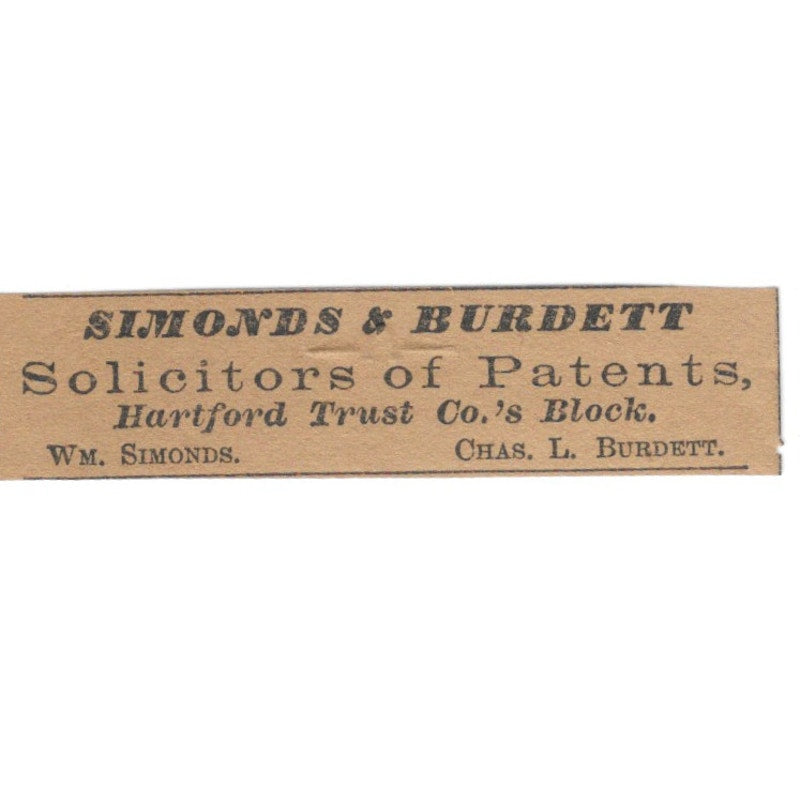 SIMONDS & BURDETT
Solicitors of Patents,
Hartford Trust Co.'s Block.
WM. SIMONDS. CHAS. L. BURDETT.